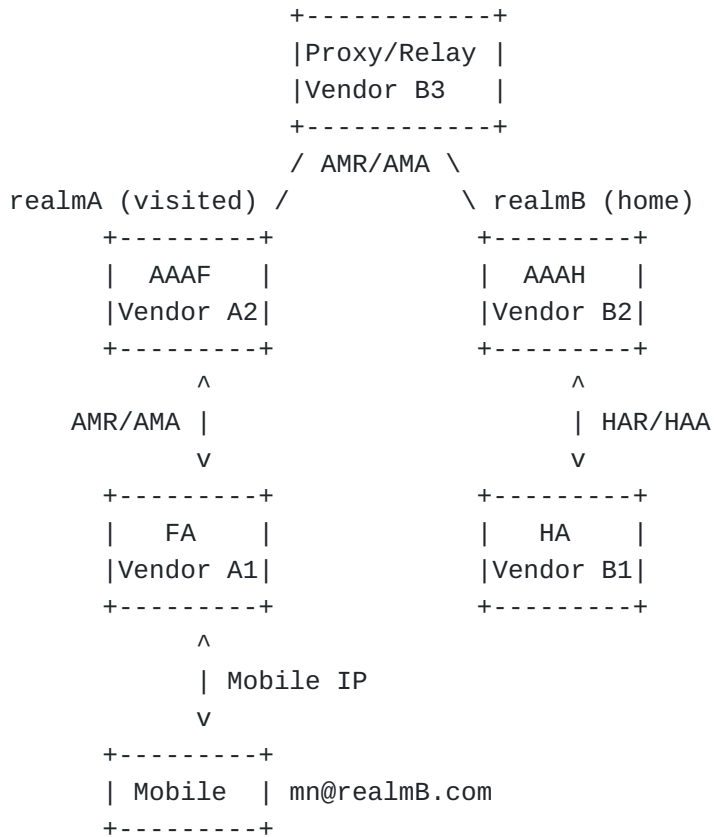 +------------+
                  |Proxy/Relay |
                  |Vendor B3   |
                  +------------+
                  / AMR/AMA \
realmA (visited) /           \ realmB (home)
      +---------+             +---------+
      |  AAAF   |             |  AAAH   |
      |Vendor A2|             |Vendor B2|
      +---------+             +---------+
           ^                       ^
   AMR/AMA |                       | HAR/HAA
           v                       v
      +---------+             +---------+
      |   FA    |             |   HA    |
      |Vendor A1|             |Vendor B1|
      +---------+             +---------+
           ^
           | Mobile IP
           v
      +---------+
      | Mobile  | mn@realmB.com
      +---------+